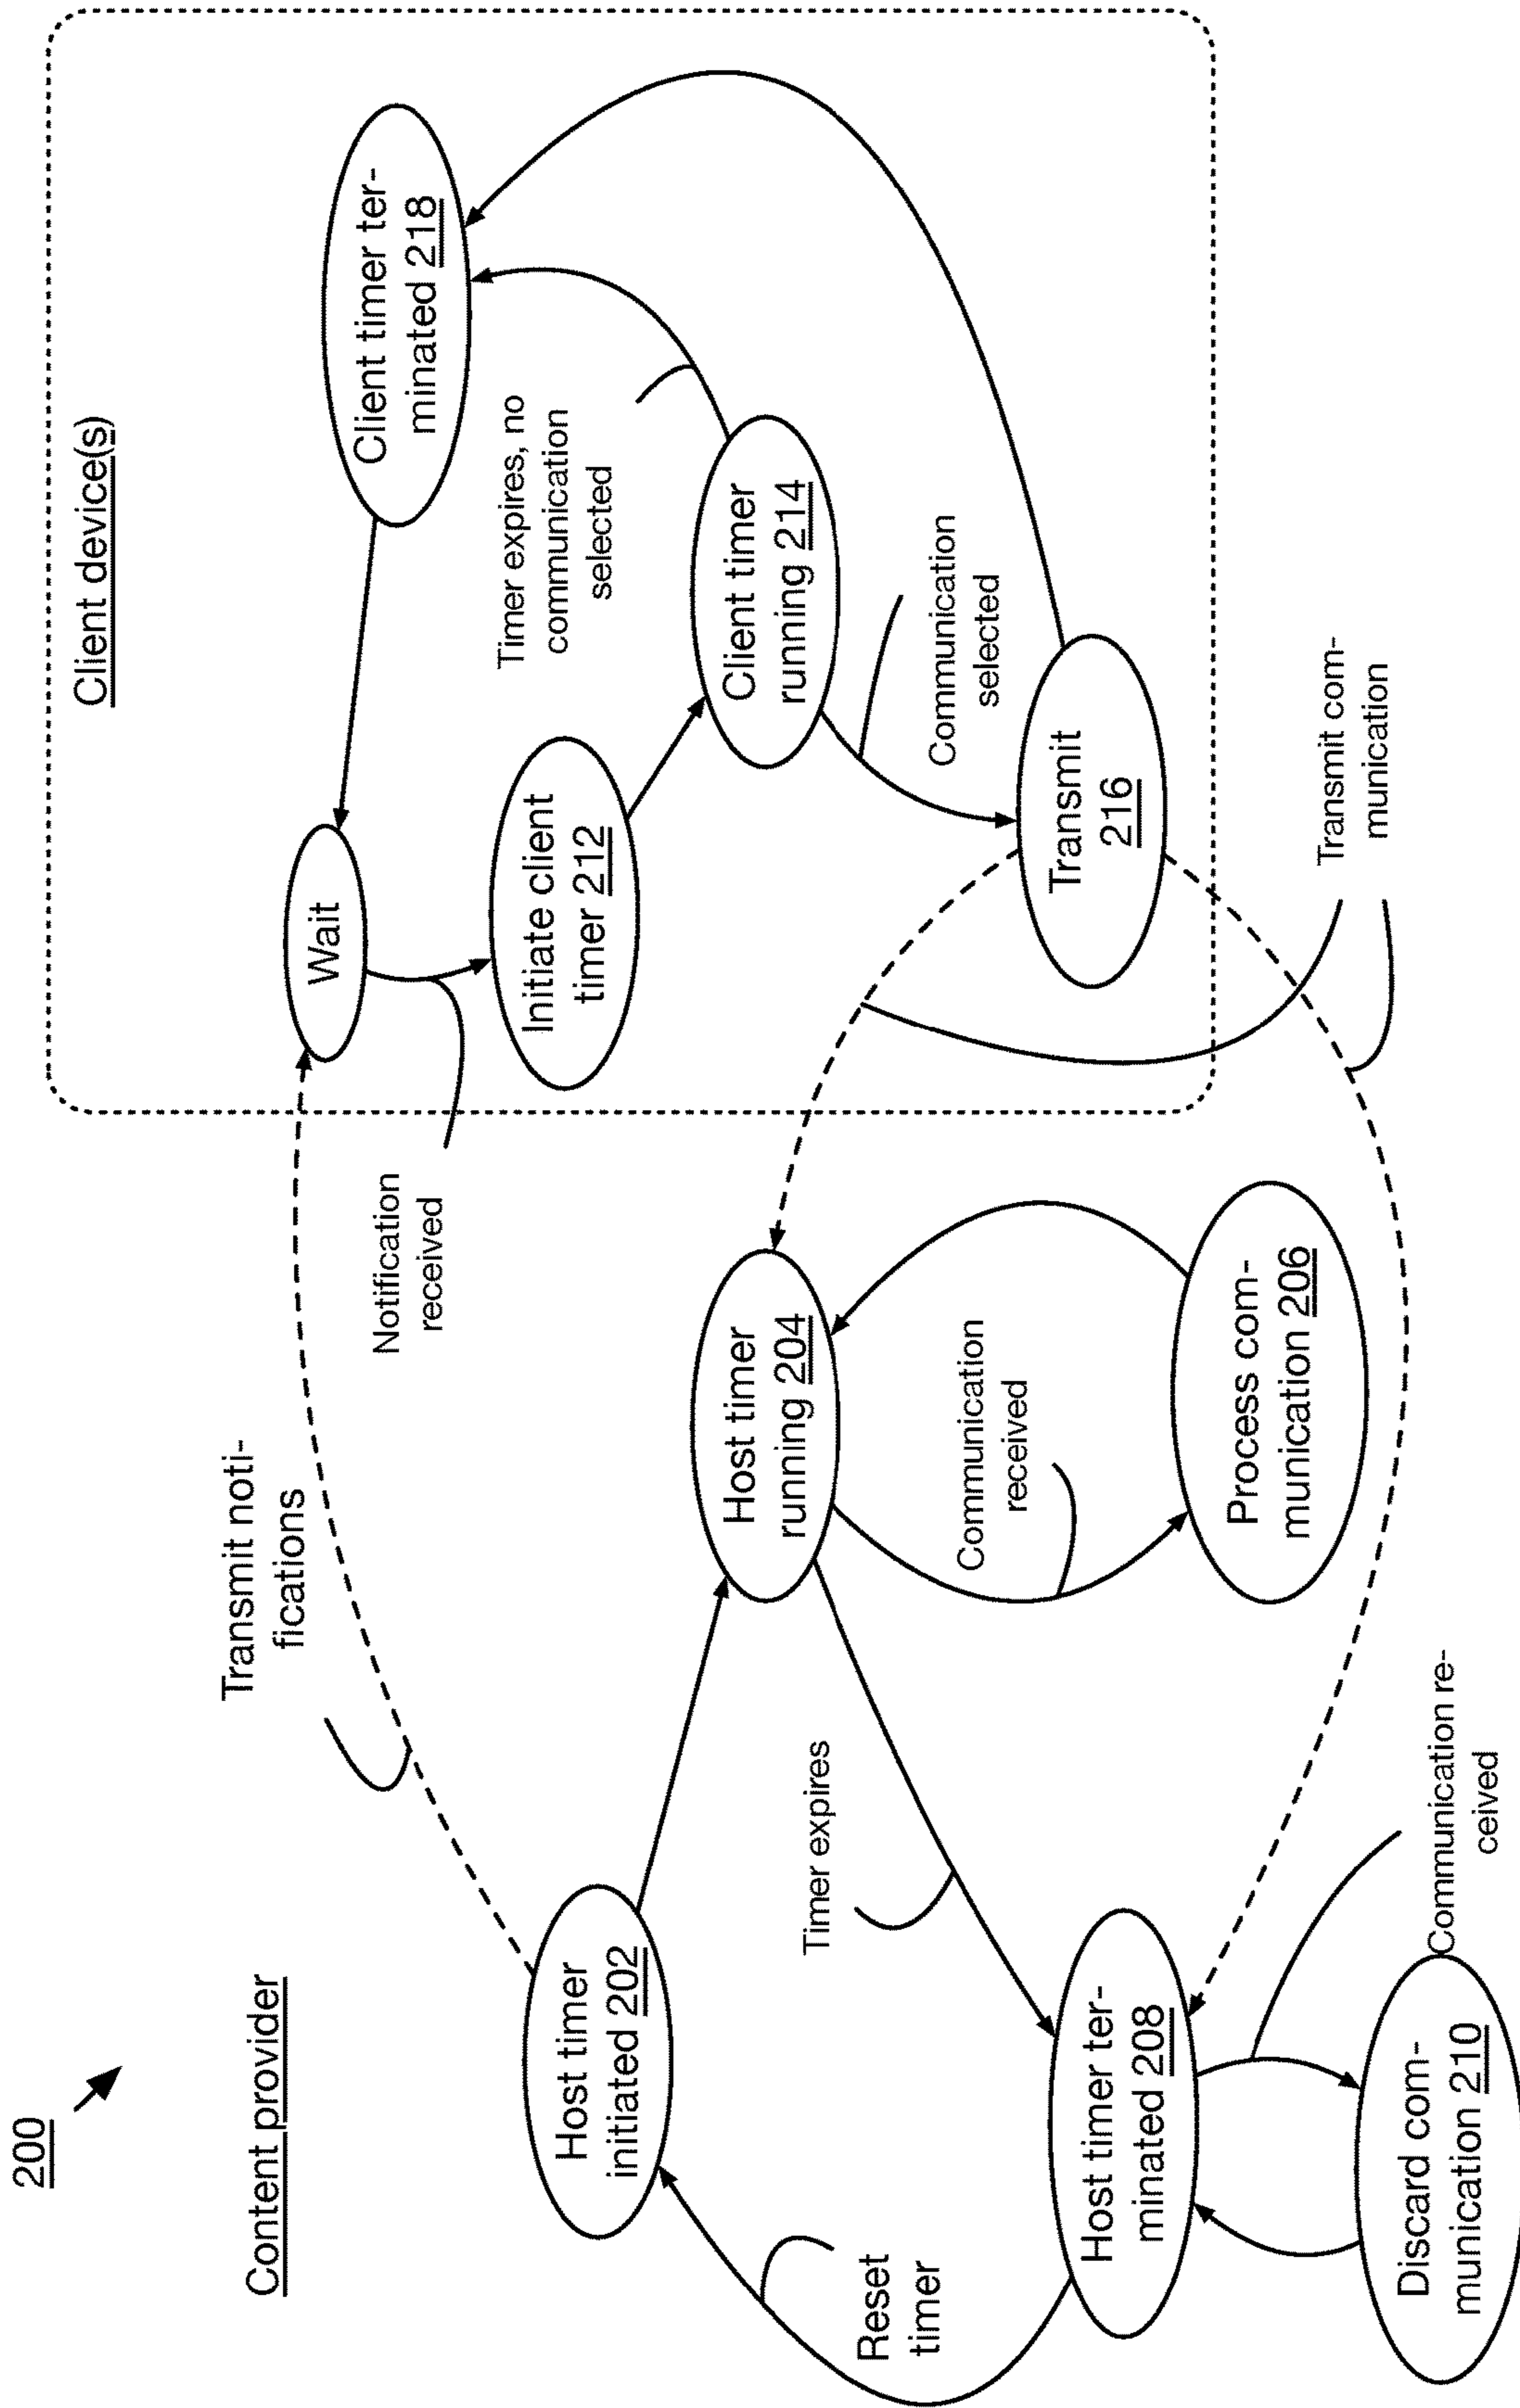 200
Content provider
Client device(s)
Transmit noti-
fications
Notification
received
Wait
Client timer ter-
minated 218
Host timer
initiated 202
Initiate client
timer 212
Timer expires, no
communication
selected
Host timer
running 204
Client timer
running 214
Reset
timer
Timer expires
Communication
received
Communication
selected
Host timer ter-
minated 208
Transmit
216
Process com-
munication 206
Transmit com-
munication
Discard com-
munication 210
Communication re-
ceived